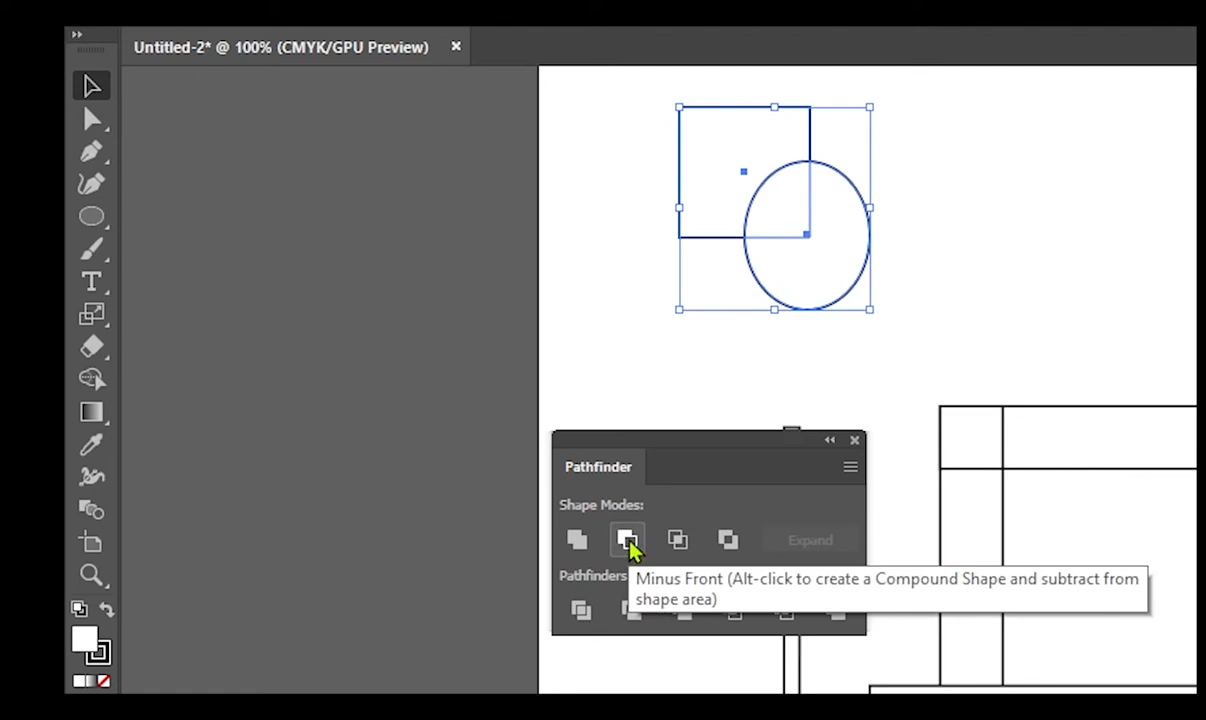 Untitled-2* @ 100% (CMYK/GPU Preview)
Pathfinder
Shape Modes:
Expand
Pathfinders
Minus Front (Alt-click to create a Compound Shape and subtract from
shape area)